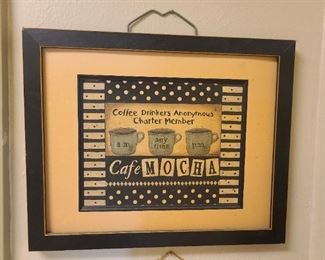 Coffee Drinkers Anonymous
Charter Member
a.m. any time p.m.
Cafe MOCHA